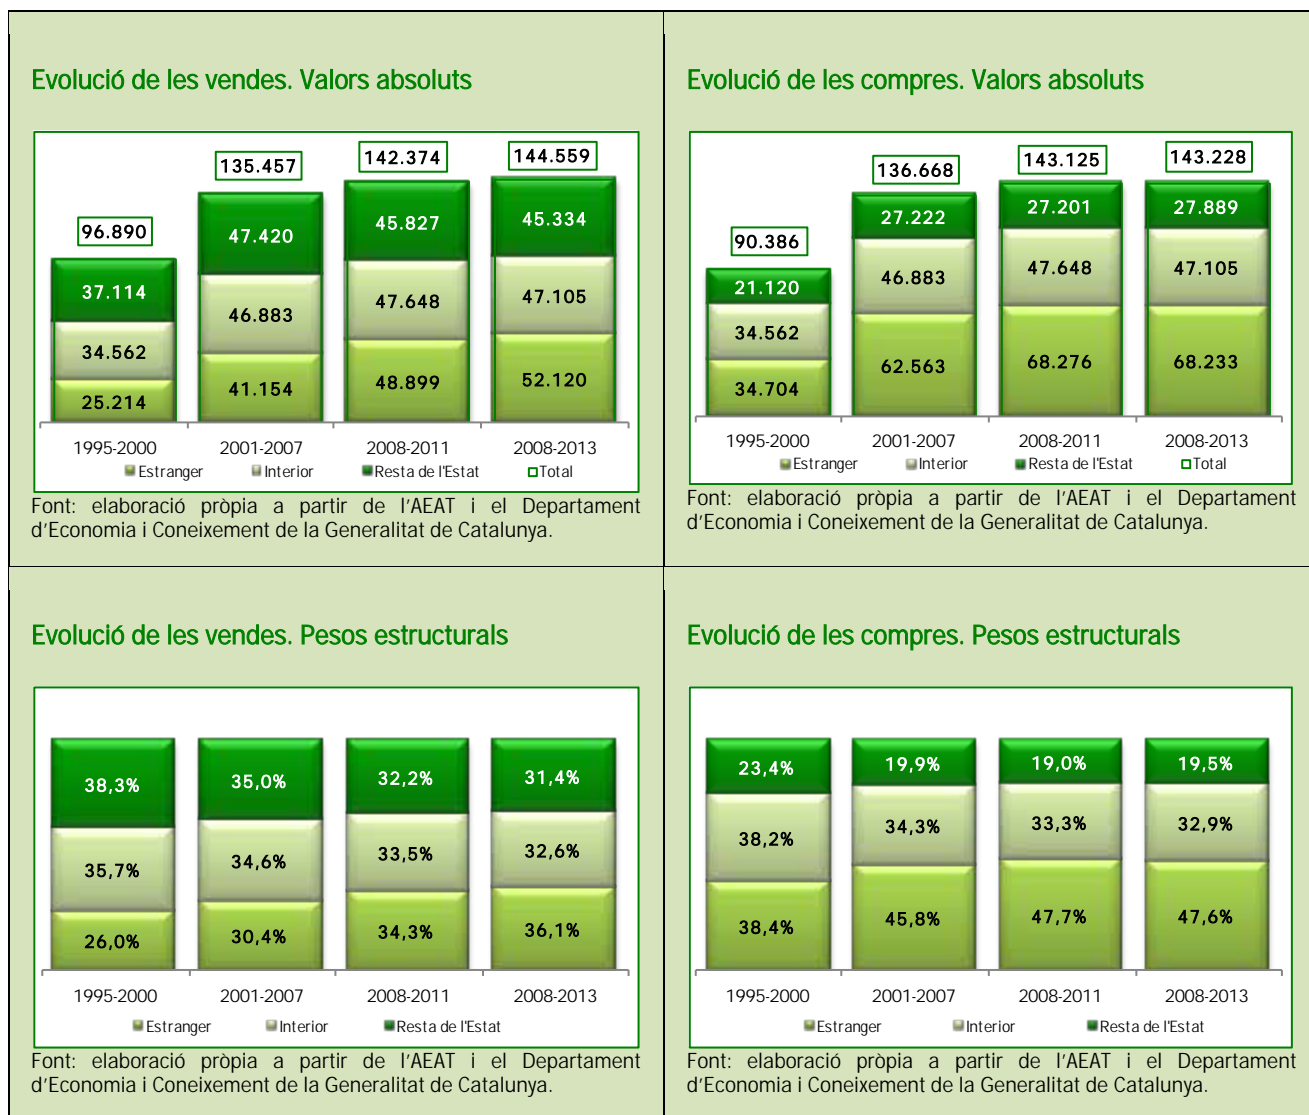 Evolució de les vendes. Valors absoluts
96.890
135.457
142.374
144.559
37.114
47.420
45.827
45.334
34.562
46.883
47.648
47.105
25.214
41.154
48.899
52.120
1995-2000
2001-2007
2008-2011
2008-2013
Estranger
Interior
Resta de l'Estat
Total
Font: elaboració pròpia a partir de l'AEAT i el Departament
d'Economia i Coneixement de la Generalitat de Catalunya.
Evolució de les compres. Valors absoluts
90.386
136.668
143.125
143.228
21.120
27.222
27.201
27.889
34.562
46.883
47.648
47.105
34.704
62.563
68.276
68.233
1995-2000
2001-2007
2008-2011
2008-2013
Estranger
Interior
Resta de l'Estat
Total
Font: elaboració pròpia a partir de l'AEAT i el Departament
d'Economia i Coneixement de la Generalitat de Catalunya.
Evolució de les vendes. Pesos estructurals
38,3%
35,0%
32,2%
31,4%
35,7%
34,6%
33,5%
32,6%
26,0%
30,4%
34,3%
36,1%
1995-2000
2001-2007
2008-2011
2008-2013
Estranger
Interior
Resta de l'Estat
Font: elaboració pròpia a partir de l'AEAT i el Departament
d'Economia i Coneixement de la Generalitat de Catalunya.
Evolució de les compres. Pesos estructurals
23,4%
19,9%
19,0%
19,5%
38,2%
34,3%
33,3%
32,9%
38,4%
45,8%
47,7%
47,6%
1995-2000
2001-2007
2008-2011
2008-2013
Estranger
Interior
Resta de l'Estat
Font: elaboració pròpia a partir de l'AEAT i el Departament
d'Economia i Coneixement de la Generalitat de Catalunya.